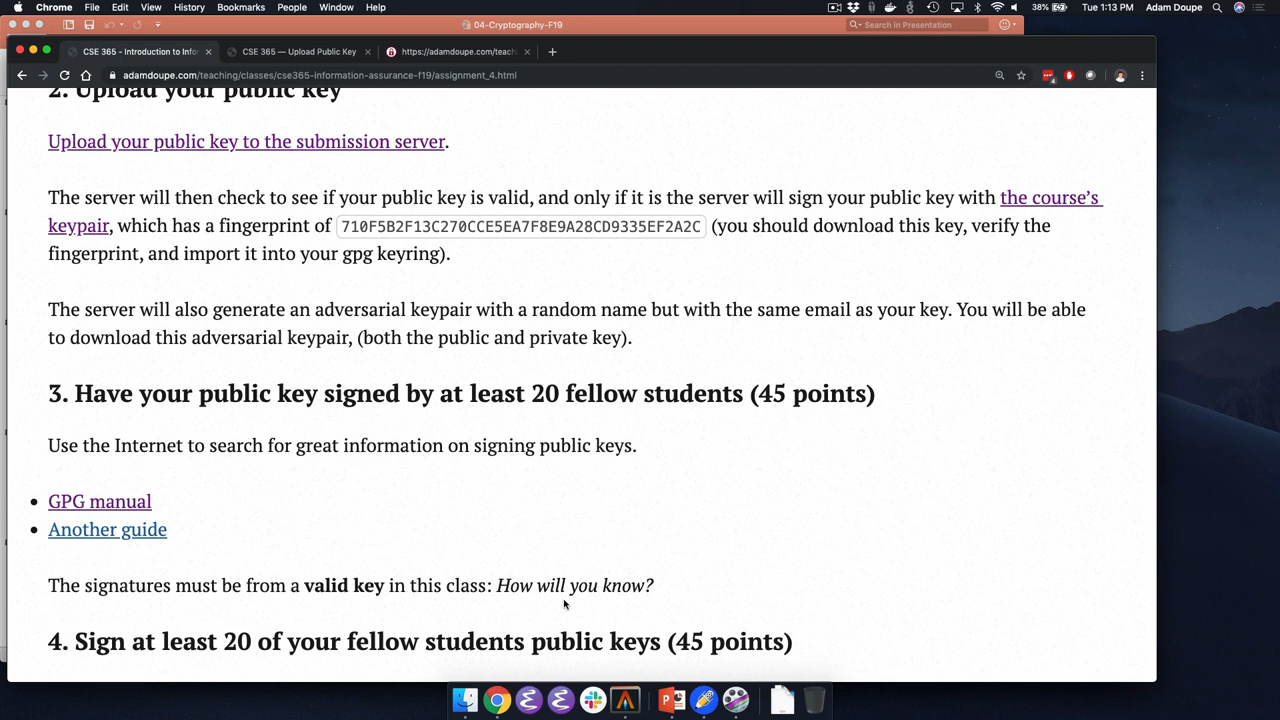 Chrome File Edit View History Bookmarks People Window Help 38% Tue 1:13 PM Adam Doupe
04-Cryptography-F19 Search in Presentation
CSE 365 - Introduction to Infor CSE 365 — Upload Public Key https://adamdoupe.com/teachi
adamdoupe.com/teaching/classes/cse365-information-assurance-f19/assignment_4.html
2. Upload your public key
Upload your public key to the submission server.
The server will then check to see if your public key is valid, and only if it is the server will sign your public key with the course’s
keypair, which has a fingerprint of 710F5B2F13C270CCE5EA7F8E9A28CD9335EF2A2C (you should download this key, verify the
fingerprint, and import it into your gpg keyring).
The server will also generate an adversarial keypair with a random name but with the same email as your key. You will be able
to download this adversarial keypair, (both the public and private key).
3. Have your public key signed by at least 20 fellow students (45 points)
Use the Internet to search for great information on signing public keys.
GPG manual
Another guide
The signatures must be from a valid key in this class: How will you know?
4. Sign at least 20 of your fellow students public keys (45 points)